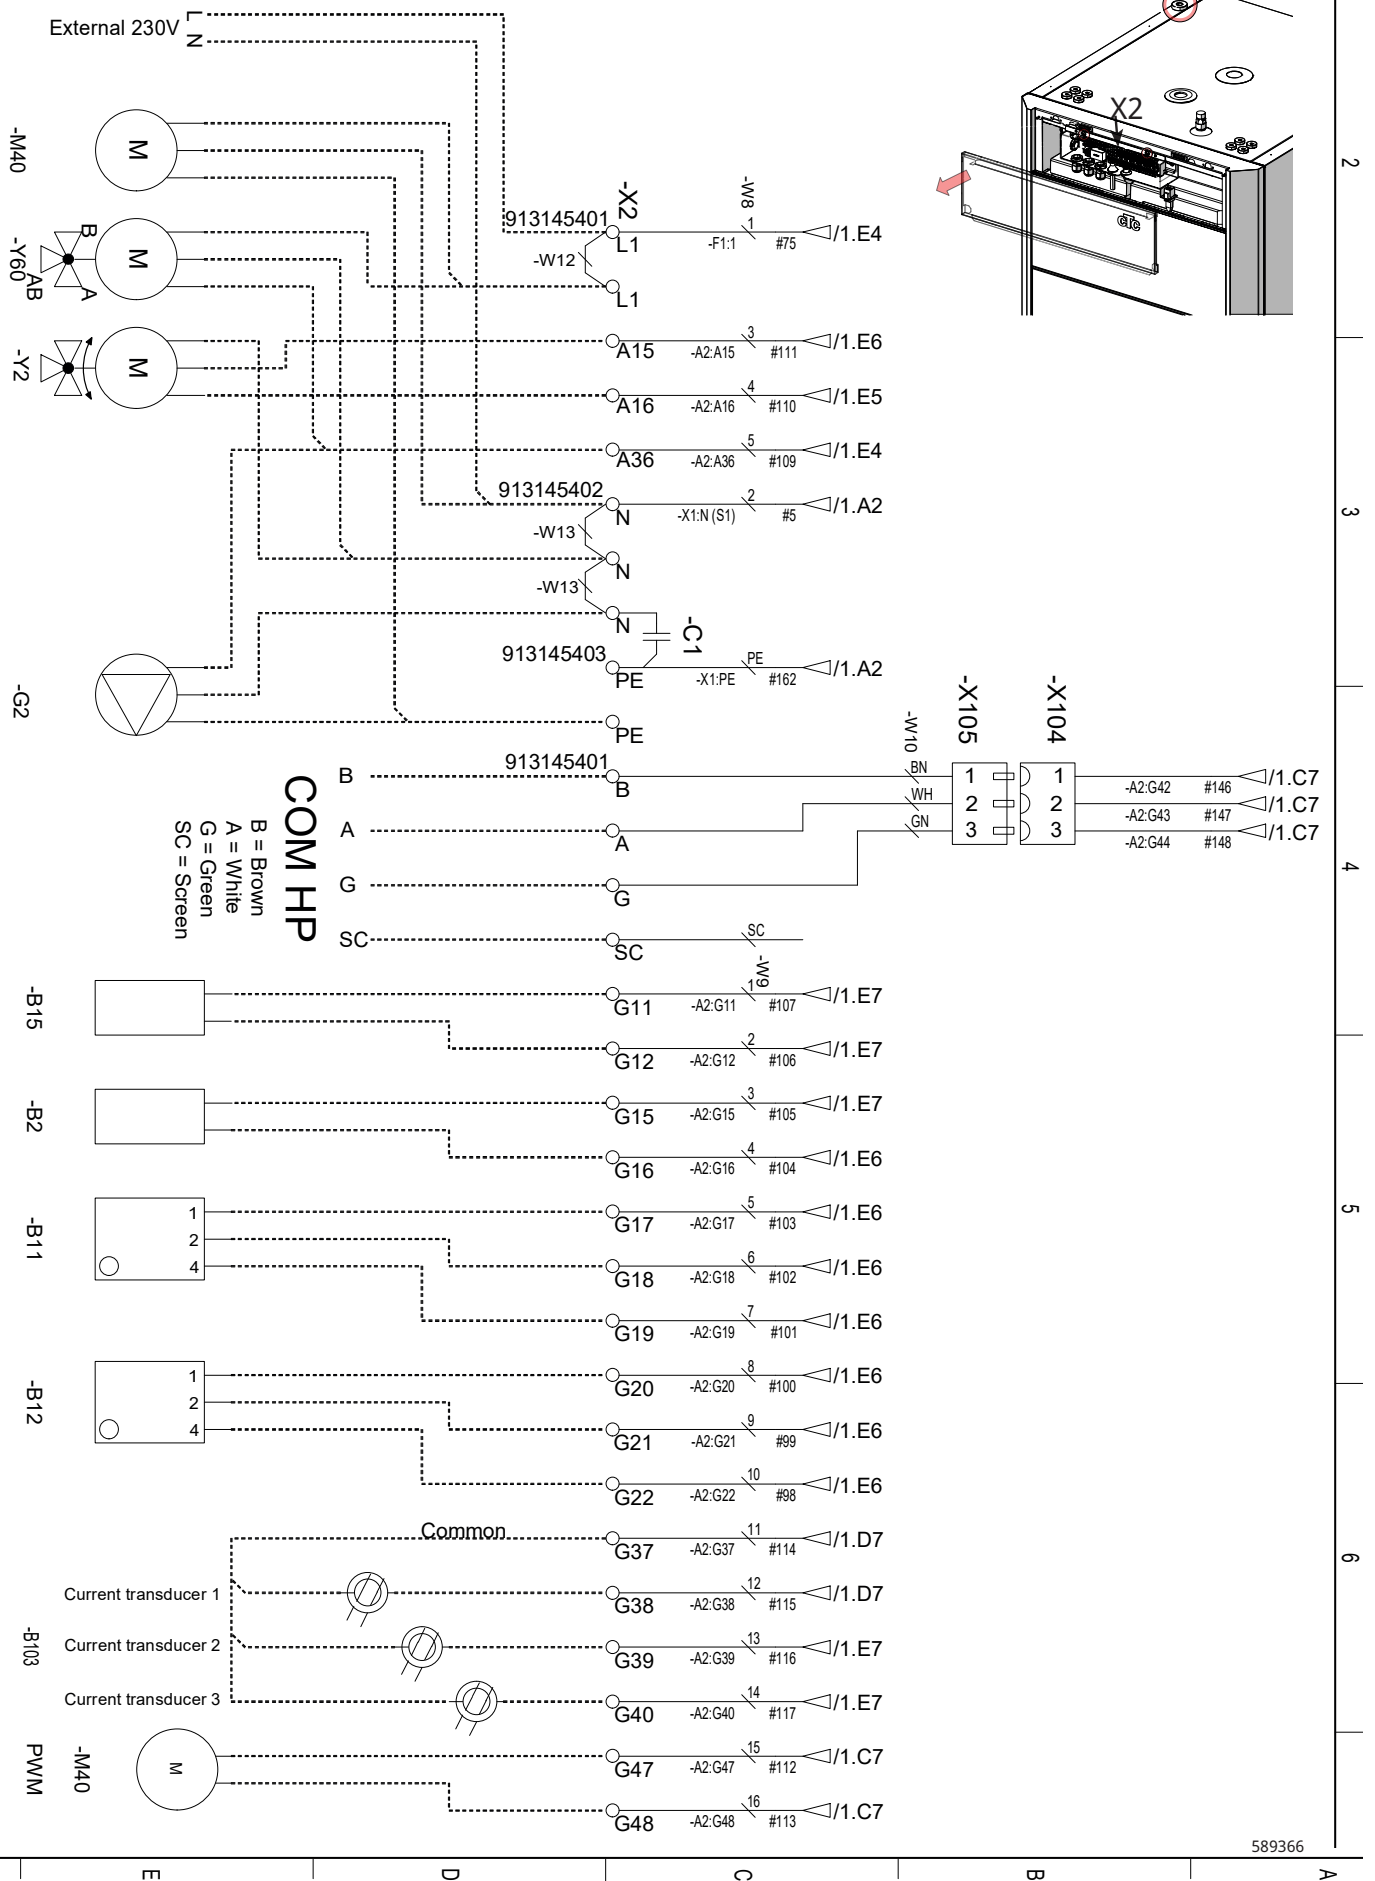 External 230V
L
N
-M40
M
-Y60
B
AB
A
M
-Y2
M
-G2
-X2
-W8
913145401
L1
-W12
L1
-F1:1
1
#75
/1.E4
A15
-A2:A15
3
#111
/1.E6
A16
-A2:A16
4
#110
/1.E5
A36
-A2:A36
5
#109
/1.E4
913145402
N
-X1:N (S1)
2
#5
/1.A2
-W13
N
-W13
N
-C1
913145403
PE
-X1:PE
PE
#162
/1.A2
PE
X2
CTC
COM HP
B = Brown
A = White
G = Green
SC = Screen
B
913145401
B
A
A
G
G
SC
SC
SC
-W10
BN
WH
GN
-X105
1
2
3
-X104
1
2
3
-A2:G42
#146
/1.C7
-A2:G43
#147
/1.C7
-A2:G44
#148
/1.C7
-W9
-B15
G11
-A2:G11
1
#107
/1.E7
G12
-A2:G12
2
#106
/1.E7
-B2
G15
-A2:G15
3
#105
/1.E7
G16
-A2:G16
4
#104
/1.E6
-B11
1
2
4
G17
-A2:G17
5
#103
/1.E6
G18
-A2:G18
6
#102
/1.E6
G19
-A2:G19
7
#101
/1.E6
-B12
1
2
4
G20
-A2:G20
8
#100
/1.E6
G21
-A2:G21
9
#99
/1.E6
G22
-A2:G22
10
#98
/1.E6
Common
G37
-A2:G37
11
#114
/1.D7
-B103
Current transducer 1
G38
-A2:G38
12
#115
/1.D7
Current transducer 2
G39
-A2:G39
13
#116
/1.E7
Current transducer 3
G40
-A2:G40
14
#117
/1.E7
PWM
-M40
M
G47
-A2:G47
15
#112
/1.C7
G48
-A2:G48
16
#113
/1.C7
589366
2
3
4
5
6
E
D
C
B
A